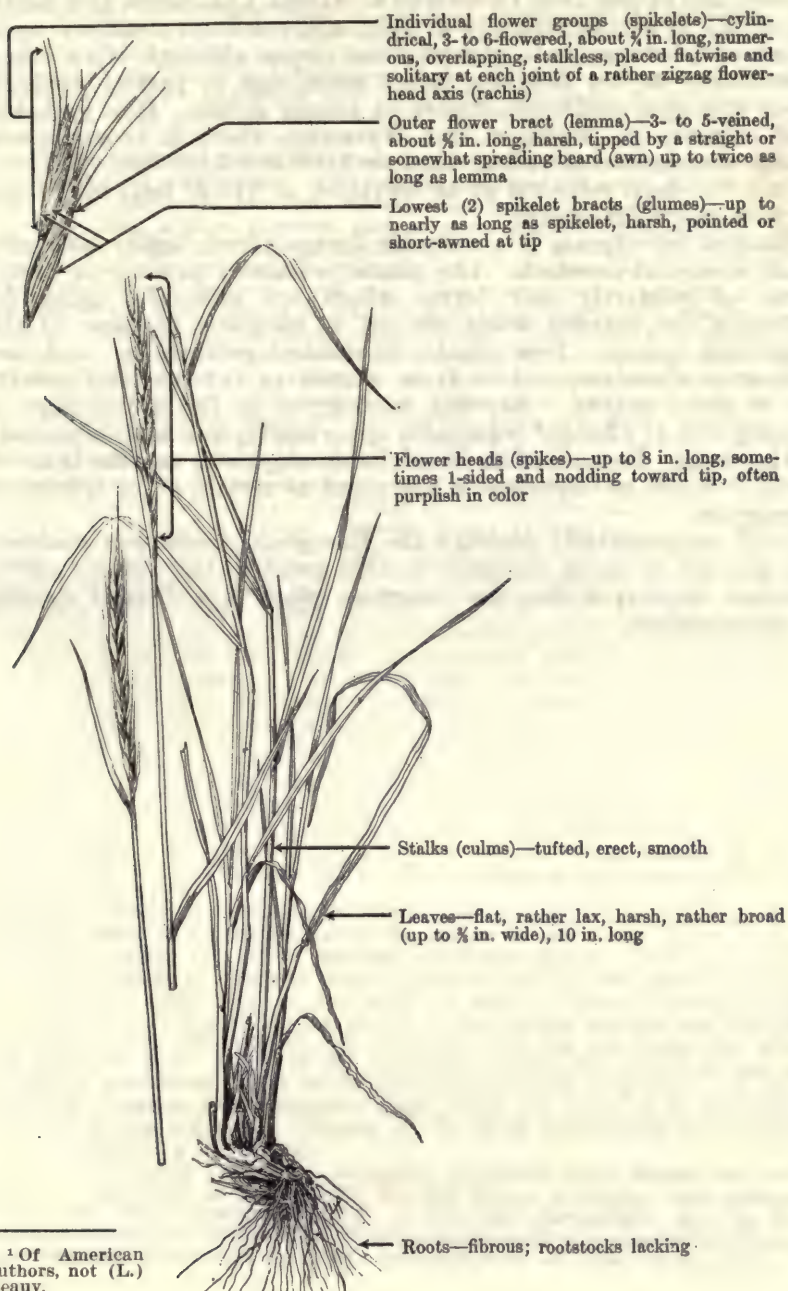 Individual flower groups (spikelets)—cylin-
drical, 3- to 6-flowered, about ¾ in. long, numer-
ous, overlapping, stalkless, placed flatwise and
solitary at each joint of a rather zigzag flower-
head axis (rachis)
Outer flower bract (lemma)—3- to 5-veined,
about in. long, harsh, tipped by a straight or
somewhat spreading beard (awn) up to twice as
long as lemma
Lowest (2) spikelet bracts (glumes)—up to
nearly as long as spikelet, harsh, pointed or
short-awned at tip
Flower heads (spikes)—up to 8 in. long, some-
times 1-sided and nodding toward tip, often
purplish in color
Stalks (culms)—tufted, erect, smooth
Leaves—flat, rather lax, harsh, rather broad
(up to in. wide), 10 in. long
Roots—fibrous; rootstocks lacking
¹ Of American
authors, not (L.)
Beauv.